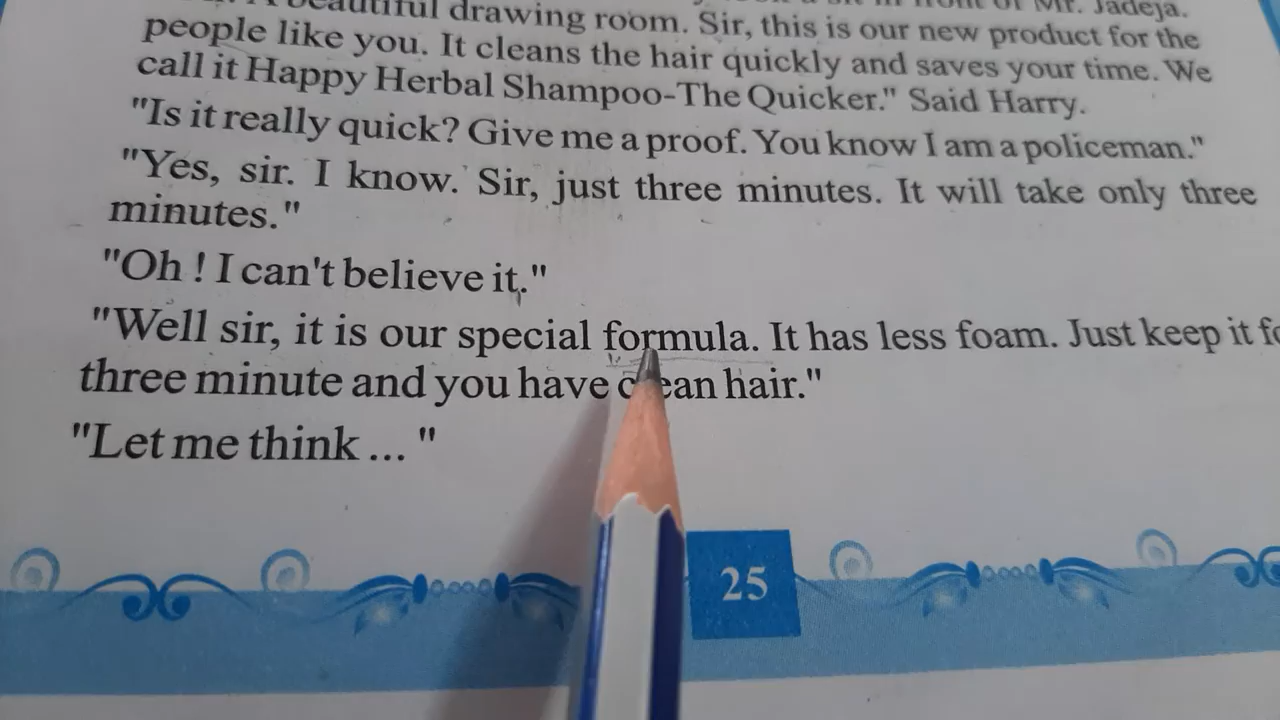 A beautiful drawing room. Sir, this is our new product for the
people like you. It cleans the hair quickly and saves your time. We
call it Happy Herbal Shampoo-The Quicker." Said Harry.
"Is it really quick? Give me a proof. You know I am a policeman."
"Yes, sir. I know. Sir, just three minutes. It will take only three
minutes."
"Oh ! I can't believe it."
"Well sir, it is our special formula. It has less foam. Just keep it
three minute and you have clean hair."
"Let me think ... "
25